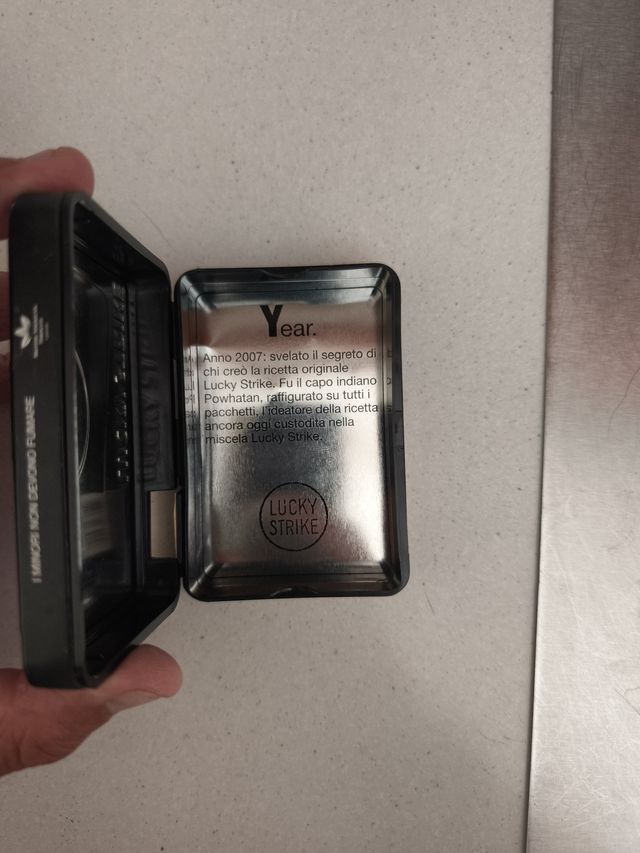 Year.
Anno 2007: svelato il segreto di
chi creò la ricetta originale
Lucky Strike. Fu il capo indiano
Powhatan, raffigurato su tutti i
pacchetti, l'ideatore della ricetta
ancora oggi custodita nella
miscela Lucky Strike.
LUCKY
STRIKE
I MINORI NON DEVONO FUMARE